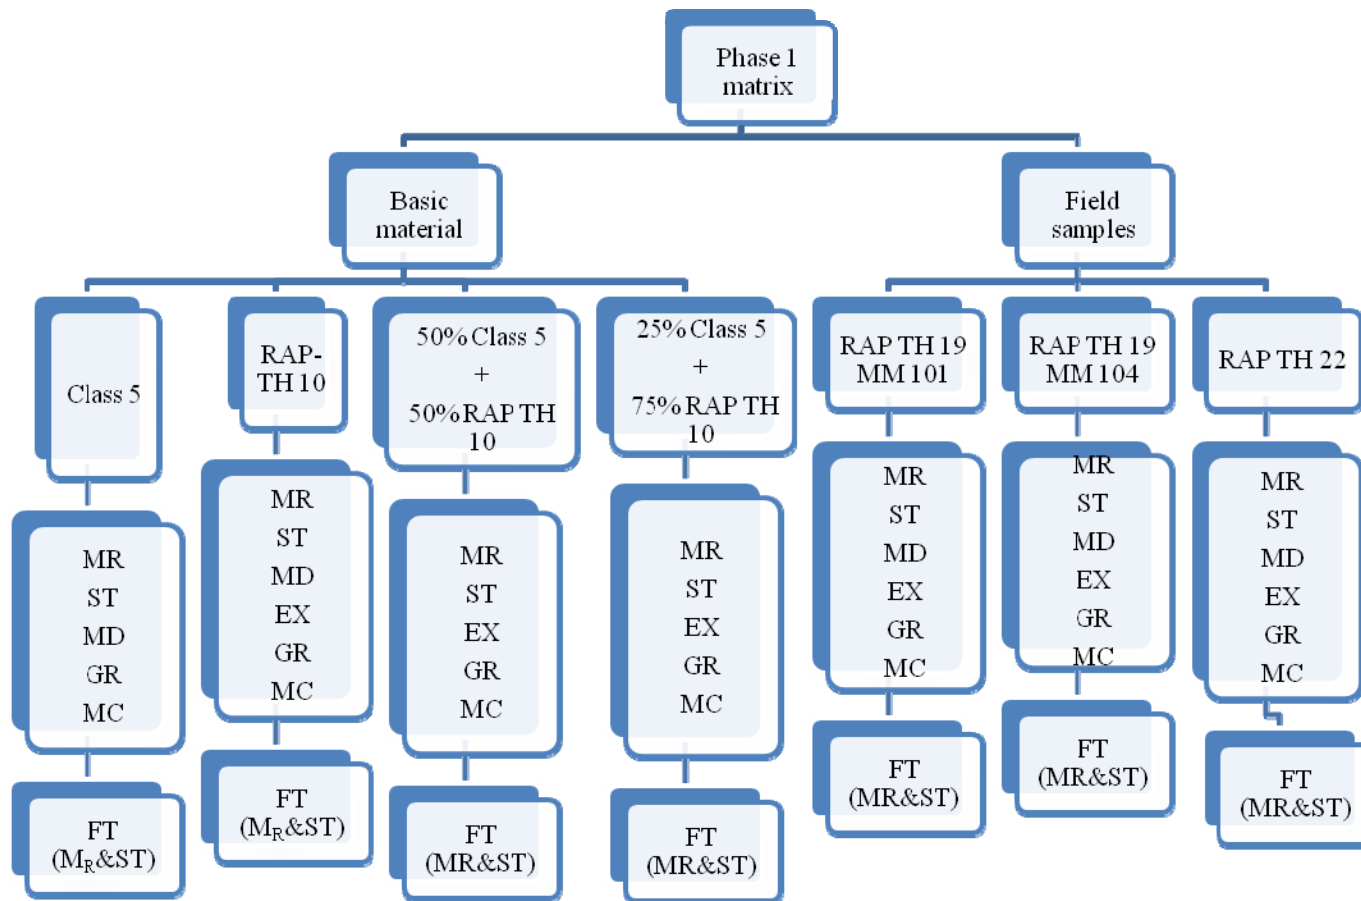 Phase 1
matrix
Basic
material
Field
samples
Class 5
RAP-
TH 10
50% Class 5
+
50% RAP TH
10
25% Class 5
+
75% RAP TH
10
RAP TH 19
MM 101
RAP TH 19
MM 104
RAP TH 22
MR
ST
MD
GR
MC
MR
ST
MD
EX
GR
MC
MR
ST
EX
GR
MC
MR
ST
EX
GR
MC
MR
ST
MD
EX
GR
MC
MR
ST
MD
EX
GR
MC
MR
ST
MD
EX
GR
MC
FT
(M_R&ST)
FT
(M_R&ST)
FT
(MR&ST)
FT
(MR&ST)
FT
(MR&ST)
FT
(MR&ST)
FT
(MR&ST)